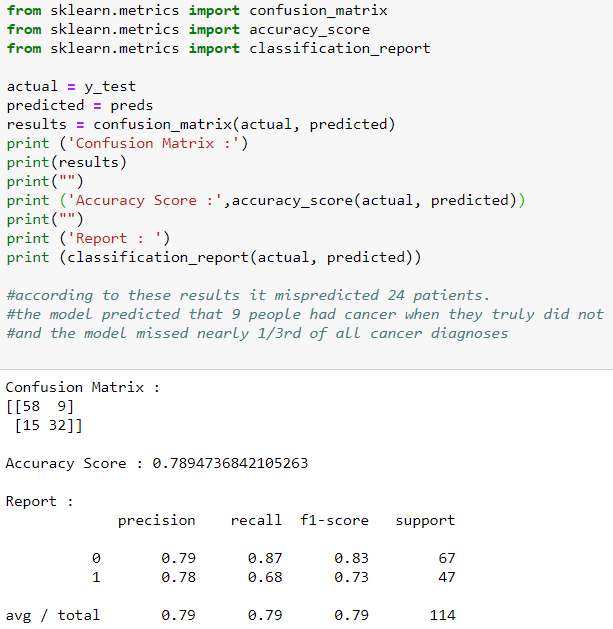 from sklearn.metrics import confusion_matrix
from sklearn.metrics import accuracy_score
from sklearn.metrics import classification_report

actual = y_test
predicted = preds
results = confusion_matrix(actual, predicted)
print ('Confusion Matrix :')
print(results)
print("")
print ('Accuracy Score :',accuracy_score(actual, predicted))
print("")
print ('Report : ')
print (classification_report(actual, predicted))

#according to these results it mispredicted 24 patients.
#the model predicted that 9 people had cancer when they truly did not
#and the model missed nearly 1/3rd of all cancer diagnoses

Confusion Matrix :
[[58  9]
 [15 32]]

Accuracy Score : 0.7894736842105263

Report :
             precision    recall  f1-score   support

          0       0.79      0.87      0.83        67
          1       0.78      0.68      0.73        47

avg / total       0.79      0.79      0.79       114